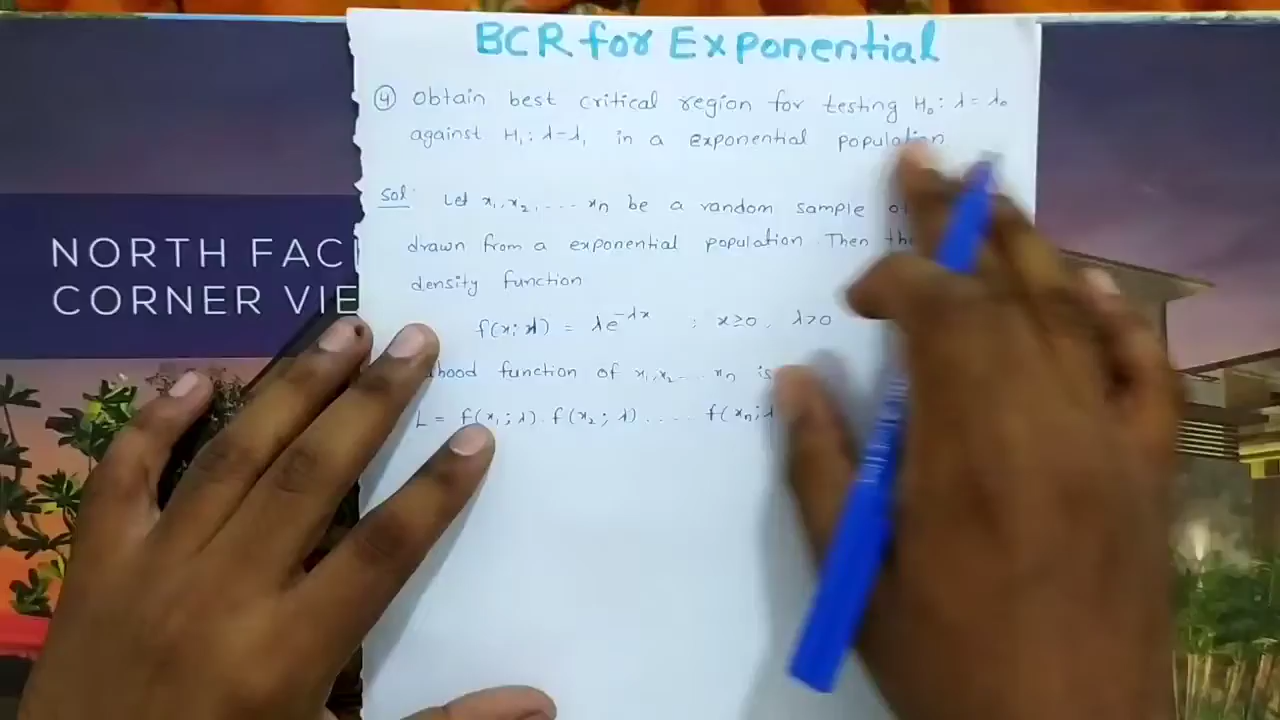 BCR for Exponential
④ Obtain best critical region for testing H₀: λ = λ₀
against H₁: λ = λ₁ in a exponential population
Sol: Let x₁, x₂, .... xₙ be a random sample
drawn from a exponential population. Then
density function
f(x; λ) = λe^{-λx} ; x≥0, λ>0
function of x₁, x₂ .... xₙ is
L = f(x₁; λ). f(x₂; λ) ..... f(xₙ; λ
NORTH FAC
CORNER VIE